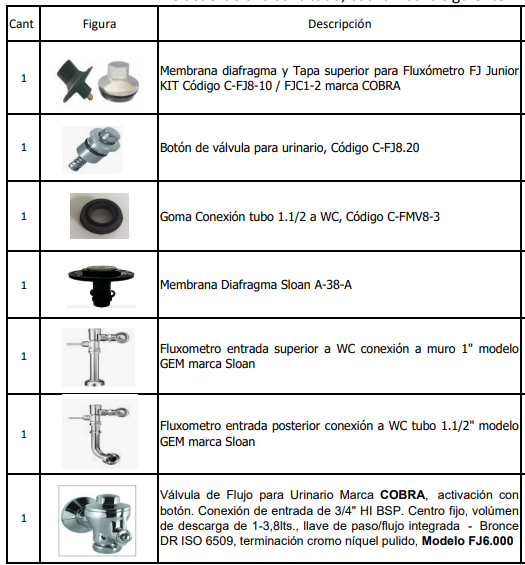 Cant Figura Descripción
1 Membrana diafragma y Tapa superior para Fluxómetro FJ Junior
KIT Código C-FJ8-10 / FJC1-2 marca COBRA
1 Botón de válvula para urinario, Código C-FJ8.20
1 Goma Conexión tubo 1.1/2 a WC, Código C-FMV8-3
1 Membrana Diafragma Sloan A-38-A
1 Fluxometro entrada superior a WC conexión a muro 1" modelo
GEM marca Sloan
1 Fluxometro entrada posterior conexión a WC tubo 1.1/2" modelo
GEM marca Sloan
1 Válvula de Flujo para Urinario Marca COBRA, activación con
botón. Conexión de entrada de 3/4" HI BSP. Centro fijo, volúmen
de descarga de 1-3,8lts., llave de paso/flujo integrada - Bronce
DR ISO 6509, terminación cromo níquel pulido, Modelo FJ6.000